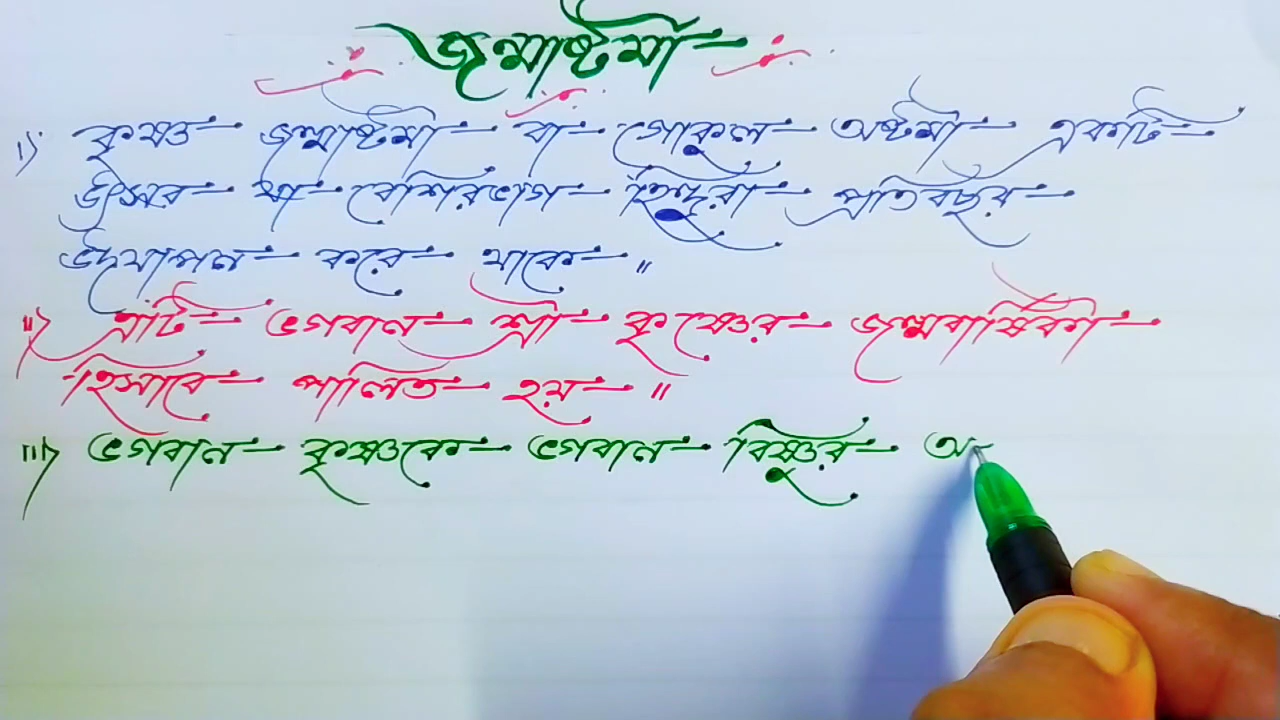 জন্মাষ্টমী
i) কৃষ্ণ জন্মাষ্টমী বা গোকুল অষ্টমী একটি
উৎসব যা বেশিরভাগ হিন্দুরা প্রতিবছর
উদযাপন করে থাকে॥
ii) এটি ভগবান শ্রী কৃষ্ণের জন্মবার্ষিকী
হিসাবে পালিত হয়॥
iii) ভগবান কৃষ্ণকে ভগবান বিষ্ণুর অ